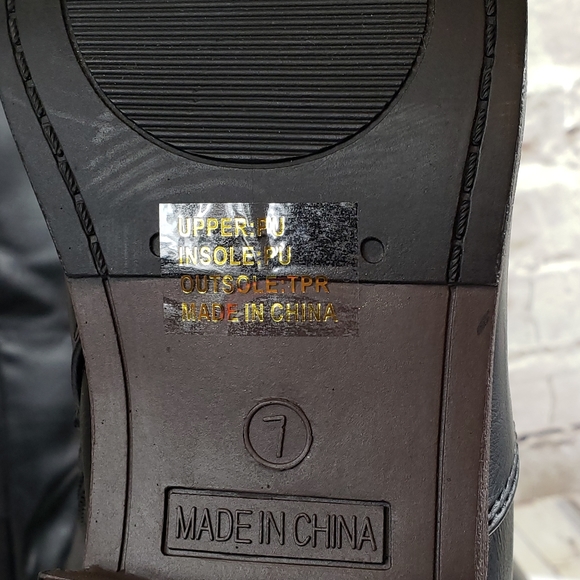 UPPER:PU
INSOLE:PU
OUTSOLE:TPR
MADE IN CHINA
7
MADE IN CHINA